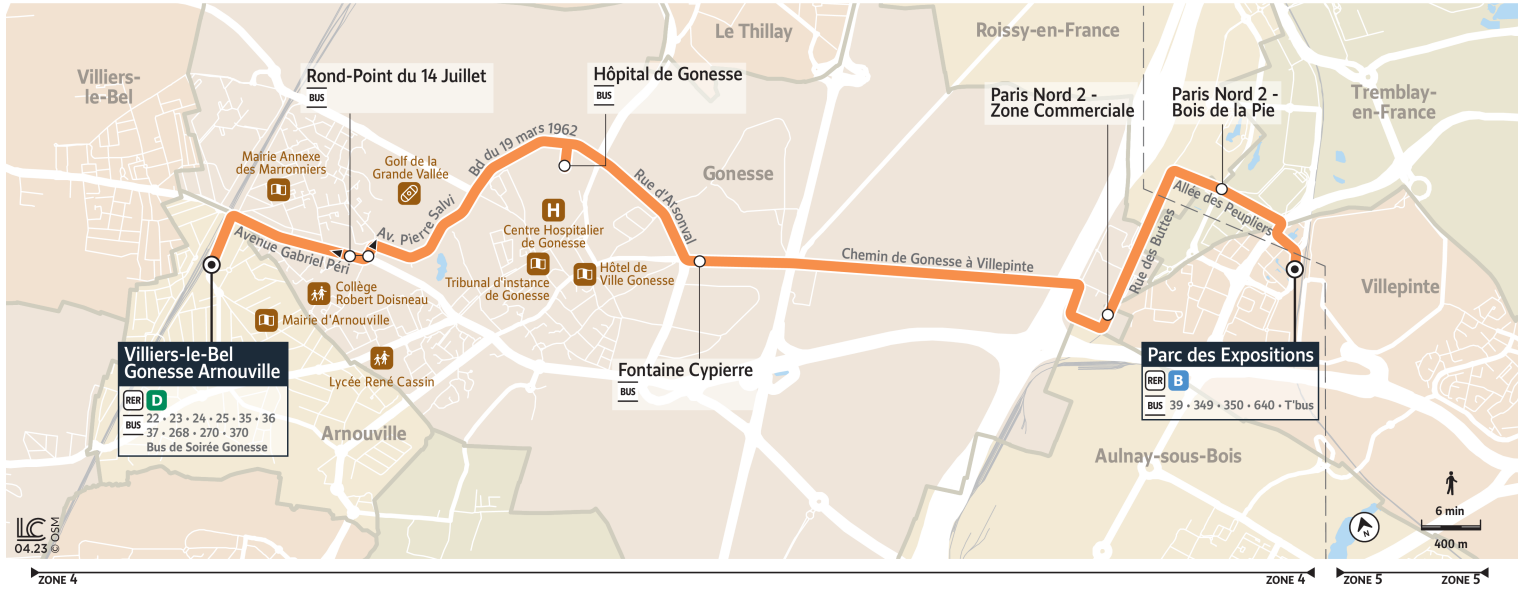 Le Thillay
Roissy-en-France
Villiers-
le-Bel
Rond-Point du 14 Juillet
BUS
Hôpital de Gonesse
BUS
Paris Nord 2 -
Zone Commerciale
Paris Nord 2 -
Bois de la Pie
Tremblay-
en-France
Mairie Annexe
des Marronniers
Golf de la
Grande Vallée
Bd du 19 mars 1962
Rue d'Arsonval
Gonesse
Av. Pierre Salvi
Avenue Gabriel Péri
H
Centre Hospitalier
de Gonesse
Tribunal d'instance
de Gonesse
Hôtel de
Ville Gonesse
Chemin de Gonesse à Villepinte
Rue des Buttes
Allée des Peupliers
Villepinte
Collège
Robert Doisneau
Mairie d'Arnouville
Lycée René Cassin
Villiers-le-Bel
Gonesse Arnouville
RER D
BUS
22 • 23 • 24 • 25 • 35 • 36
37 • 268 • 270 • 370
Bus de Soirée Gonesse
Fontaine Cypierre
BUS
Parc des Expositions
RER B
BUS 39 • 349 • 350 • 640 • T'bus
Arnouville
Aulnay-sous-Bois
LC
04.23 © OSM
N
6 min
400 m
ZONE 4
ZONE 4
ZONE 5
ZONE 5